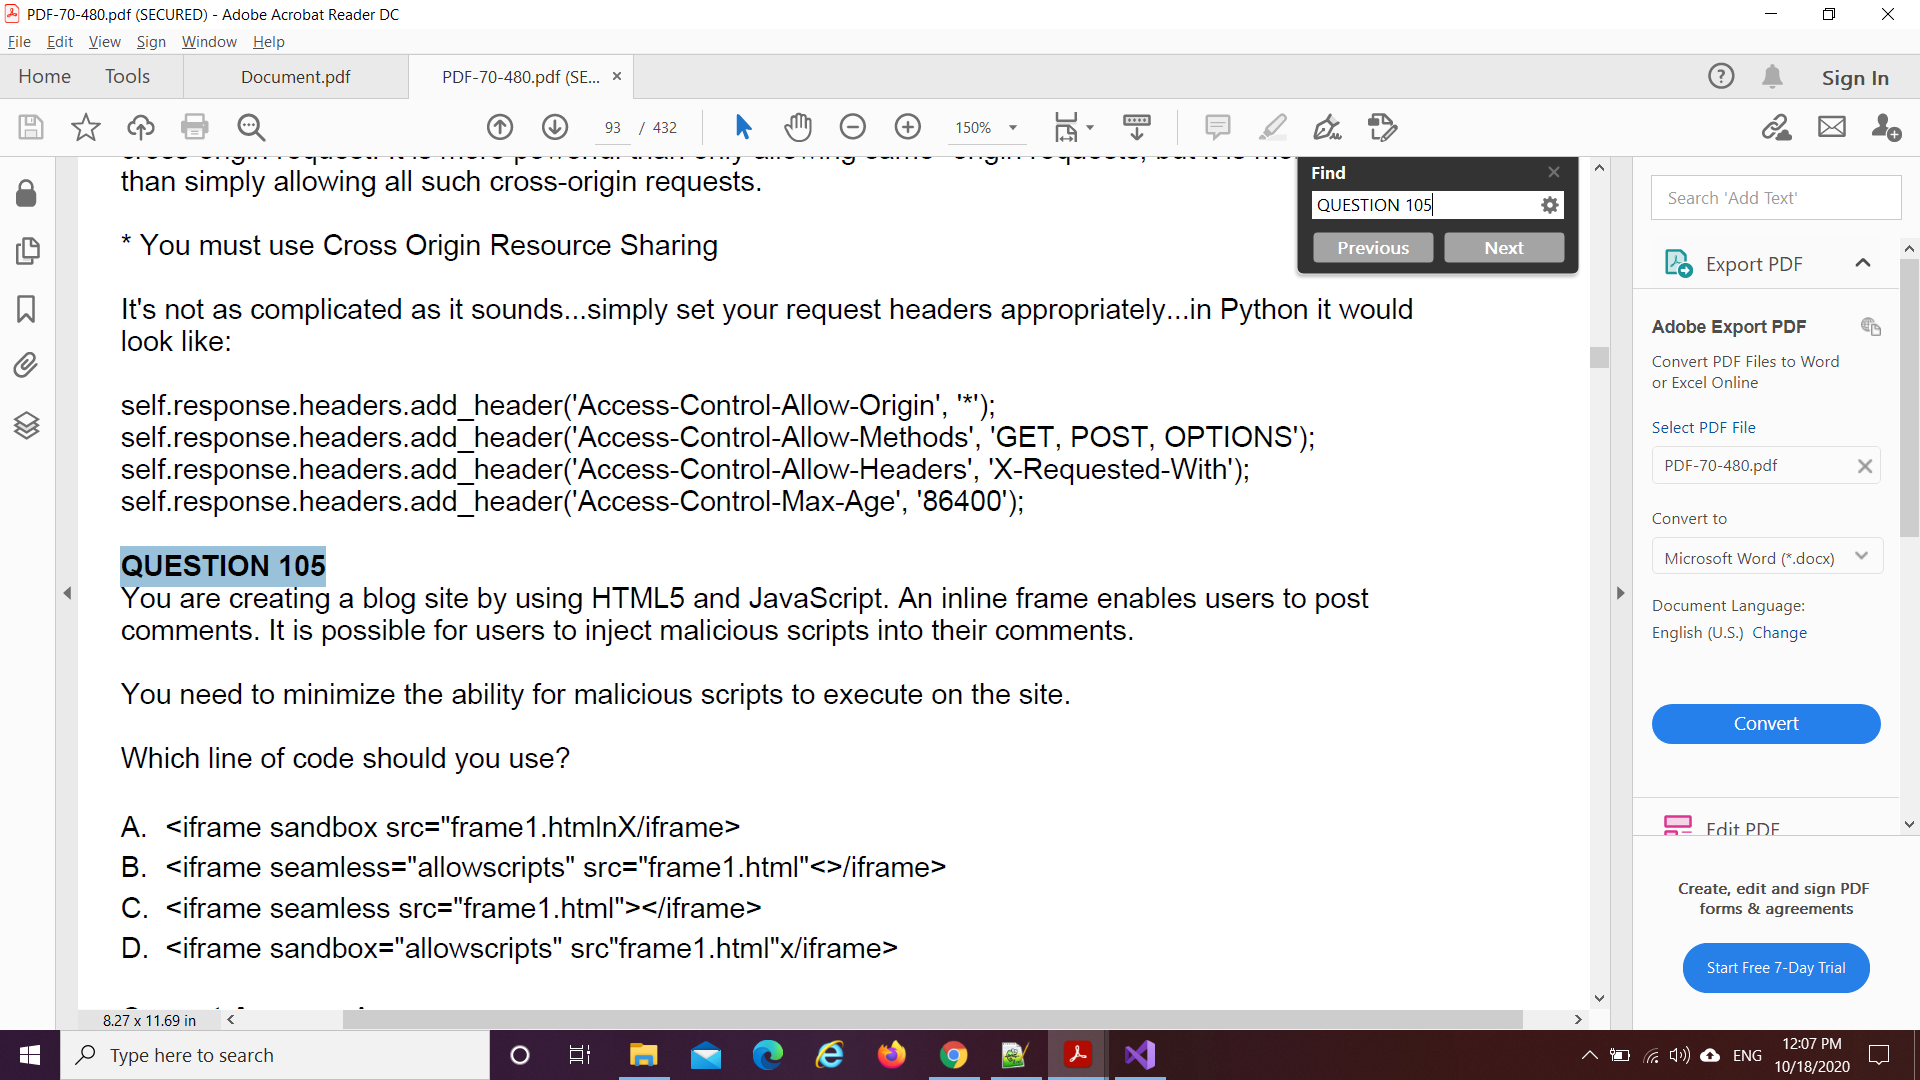 PDF-70-480.pdf (SECURED) - Adobe Acrobat Reader DC
File Edit View Sign Window Help
Home Tools Document.pdf PDF-70-480.pdf (SE... × Sign In
93 / 432 150%
than simply allowing all such cross-origin requests.
* You must use Cross Origin Resource Sharing
It's not as complicated as it sounds...simply set your request headers appropriately...in Python it would
look like:
self.response.headers.add_header('Access-Control-Allow-Origin', '*');
self.response.headers.add_header('Access-Control-Allow-Methods', 'GET, POST, OPTIONS');
self.response.headers.add_header('Access-Control-Allow-Headers', 'X-Requested-With');
self.response.headers.add_header('Access-Control-Max-Age', '86400');
QUESTION 105
You are creating a blog site by using HTML5 and JavaScript. An inline frame enables users to post
comments. It is possible for users to inject malicious scripts into their comments.
You need to minimize the ability for malicious scripts to execute on the site.
Which line of code should you use?
A. <iframe sandbox src="frame1.htmlnX/iframe>
B. <iframe seamless="allowscripts" src="frame1.html"<>/iframe>
C. <iframe seamless src="frame1.html"></iframe>
D. <iframe sandbox="allowscripts" src"frame1.html"x/iframe>
8.27 x 11.69 in
Find
QUESTION 105
Previous Next
Search 'Add Text'
Export PDF
Adobe Export PDF
Convert PDF Files to Word
or Excel Online
Select PDF File
PDF-70-480.pdf
Convert to
Microsoft Word (*.docx)
Document Language:
English (U.S.) Change
Convert
Edit PDF
Create, edit and sign PDF
forms & agreements
Start Free 7-Day Trial
Type here to search
ENG
12:07 PM
10/18/2020